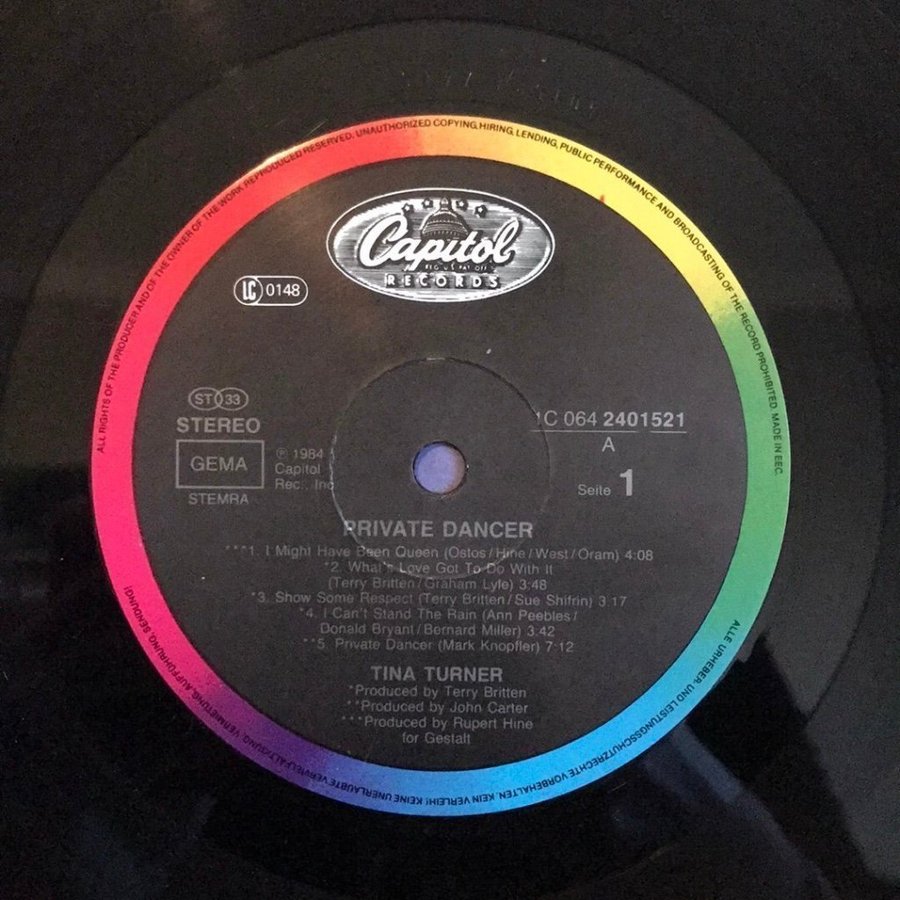 ALL RIGHTS OF THE PRODUCER AND OF THE OWNER OF THE WORK REPRODUCED RESERVED. UNAUTHORIZED COPYING, HIRING, LENDING, PUBLIC PERFORMANCE AND BROADCASTING OF THE RECORD PROHIBITED. MADE IN EEC.
Capitol
REG. U.S. PAT. OFF.
RECORDS
LC 0148
ST 33
STEREO
GEMA
STEMRA
℗ 1984
Capitol
Rec., Inc
1C 064 2401521
A
Seite 1
PRIVATE DANCER
***1. I Might Have Been Queen (Ostos/Hine/West/Oram) 4:08
*2. What's Love Got To Do With It
(Terry Britten/Graham Lyle) 3:48
*3. Show Some Respect (Terry Britten/Sue Shifrin) 3:17
*4. I Can't Stand The Rain (Ann Peebles/
Donald Bryant/Bernard Miller) 3:42
**5. Private Dancer (Mark Knopfler) 7:12
TINA TURNER
*Produced by Terry Britten
**Produced by John Carter
***Produced by Rupert Hine
for Gestalt
ALLE URHEBER- UND LEISTUNGSSCHUTZRECHTE VORBEHALTEN. KEIN VERLEIH! KEINE UNERLAUBTE VERVIELFÄLTIGUNG, VERMIETUNG, AUFFÜHRUNG, SENDUNG!